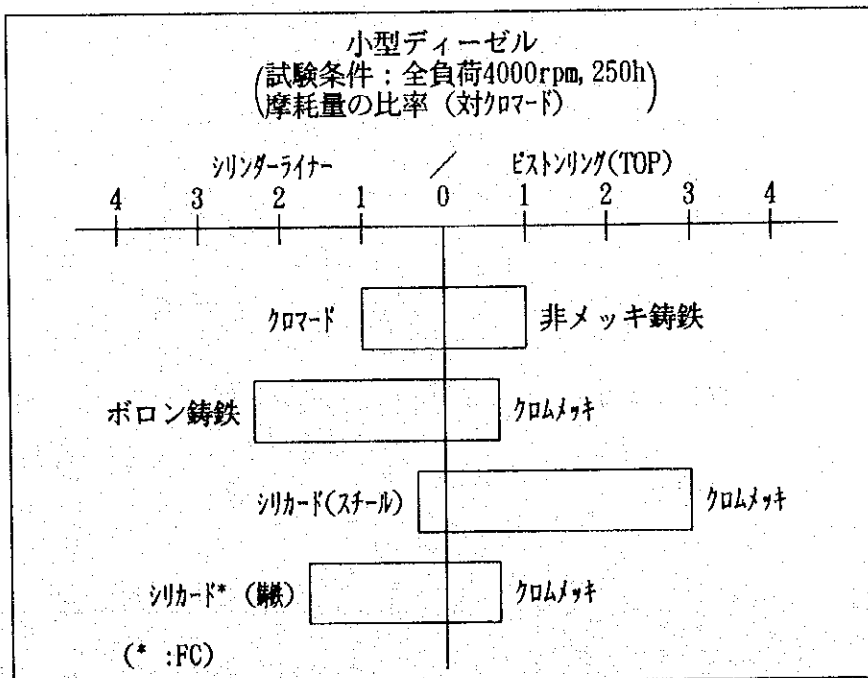 小型ディーゼル
(試験条件：全負荷4000rpm, 250h
摩耗量の比率（対ｸﾛﾏｰﾄﾞ）)
ｼﾘﾝﾀﾞｰﾗｲﾅｰ ／ ﾋﾟｽﾄﾝﾘﾝｸﾞ(TOP)
4 3 2 1 0 1 2 3 4
ｸﾛﾏｰﾄﾞ 非メッキ鋳鉄
ボロン鋳鉄 ｸﾛﾑﾒｯｷ
ｼﾘｶｰﾄﾞ(ｽﾁｰﾙ) ｸﾛﾑﾒｯｷ
ｼﾘｶｰﾄﾞ* (鋳鉄) ｸﾛﾑﾒｯｷ
(* :FC)